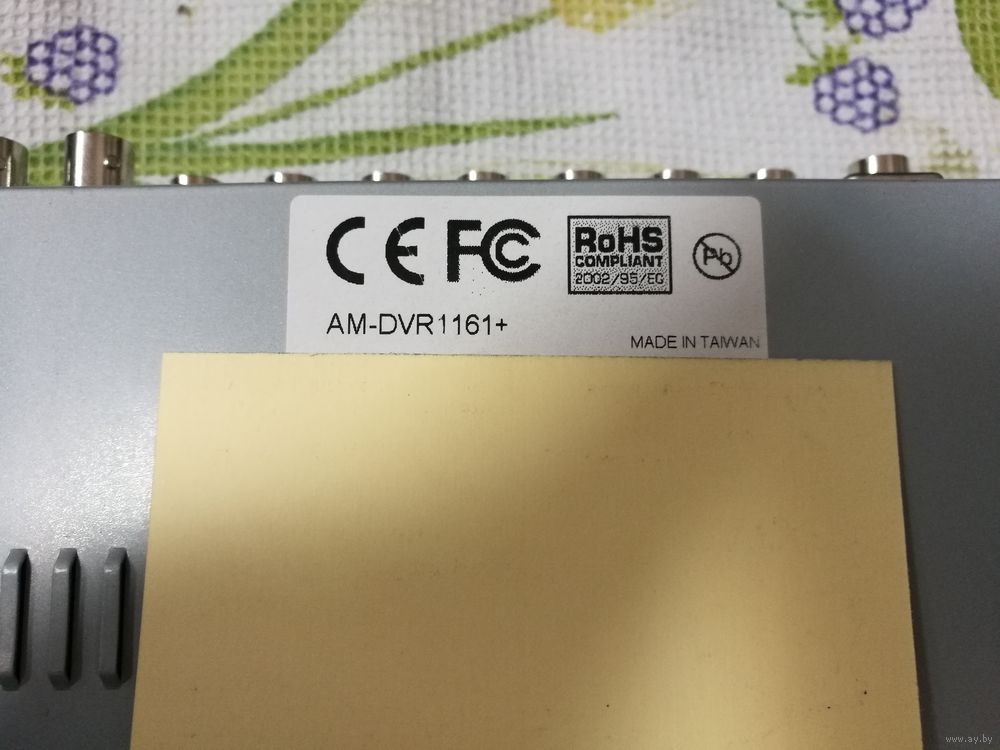 CE FC
RoHS
COMPLIANT
2002/95/EC
Pb
AM-DVR1161+
MADE IN TAIWAN
www.ay.by